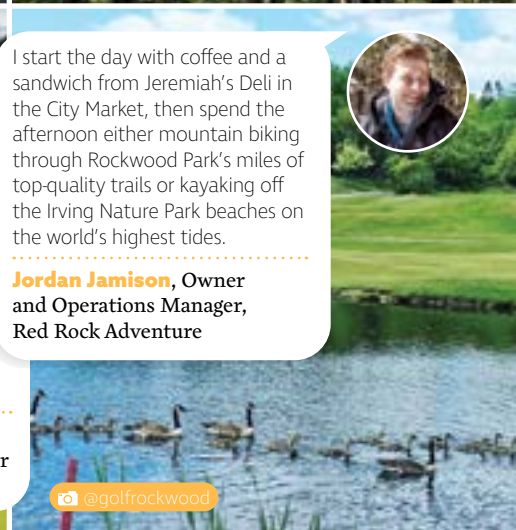 I start the day with coffee and a
sandwich from Jeremiah's Deli in
the City Market, then spend the
afternoon either mountain biking
through Rockwood Park's miles of
top-quality trails or kayaking off
the Irving Nature Park beaches on
the world's highest tides.
Jordan Jamison, Owner
and Operations Manager,
Red Rock Adventure
r
@golfrockwood